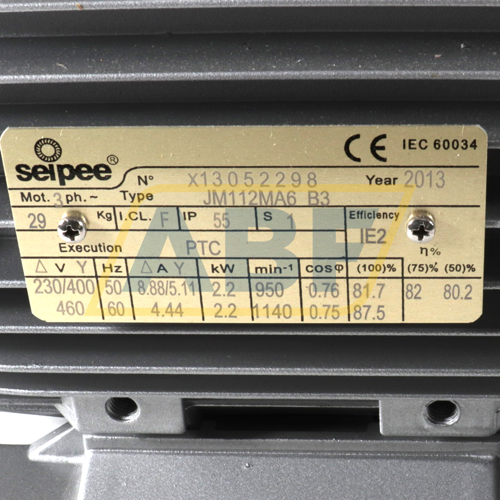 seipee®
CE IEC 60034
N° X13052298 Year 2013
Mot. 3 ph.~ Type JM112MA6 B3
29 Kg I.CL. F IP 55 S 1 Efficiency IE2
Execution PTC η%
△ V Y Hz △ A Y kW min-1 cosφ (100)% (75)% (50)%
230/400 50 8.88/5.11 2.2 950 0.76 81.7 82 80.2
460 60 4.44 2.2 1140 0.75 87.5
ABF